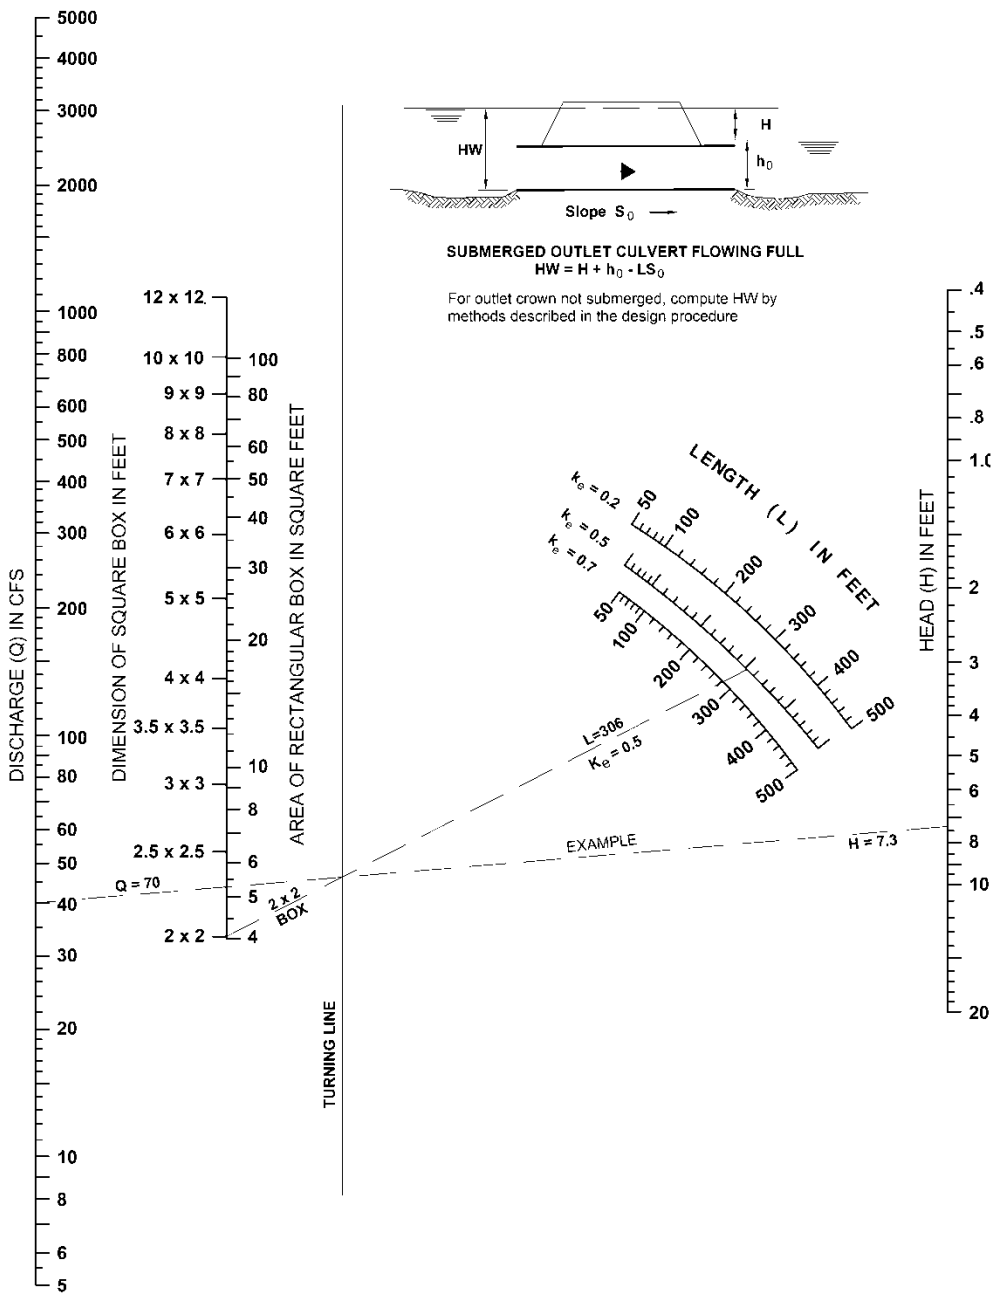 5000
4000
3000
2000
1000
800
600
500
400
300
200
100
80
60
50
40
30
20
10
8
6
5
DISCHARGE (Q) IN CFS
12 x 12
10 x 10
9 x 9
8 x 8
7 x 7
6 x 6
5 x 5
4 x 4
3.5 x 3.5
3 x 3
2.5 x 2.5
2 x 2
DIMENSION OF SQUARE BOX IN FEET
100
80
60
50
40
30
20
10
8
6
5
4
AREA OF RECTANGULAR BOX IN SQUARE FEET
TURNING LINE
HW
H
h₀
Slope S₀
SUBMERGED OUTLET CULVERT FLOWING FULL
HW = H + h₀ - LS₀
For outlet crown not submerged, compute HW by
methods described in the design procedure
LENGTH (L) IN FEET
kₑ = 0.2
kₑ = 0.5
kₑ = 0.7
50
100
200
300
400
500
50
100
200
300
400
500
L=306
Kₑ = 0.5
EXAMPLE
H = 7.3
Q = 70
2 x 2
BOX
.4
.5
.6
.8
1.0
2
3
4
5
6
8
10
20
HEAD (H) IN FEET